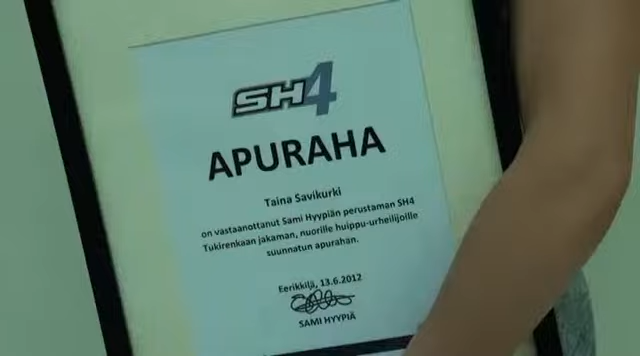 SH4
APURAHA
Taina Savikurki
on vastaanottanut Sami Hyypiän perustaman SH4
Tukirenkaan jakaman, nuorille huippu-urheilijoille
suunnatun apurahan.
Eerikkilä, 13.6.2012
SAMI HYYPIÄ